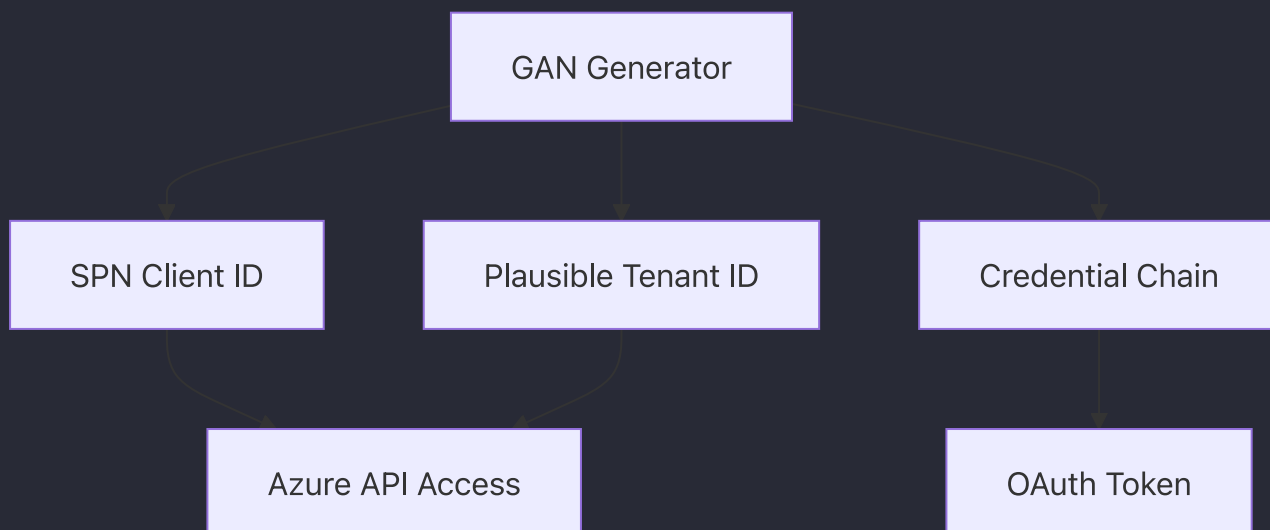 GAN Generator
SPN Client ID
Plausible Tenant ID
Credential Chain
Azure API Access
OAuth Token